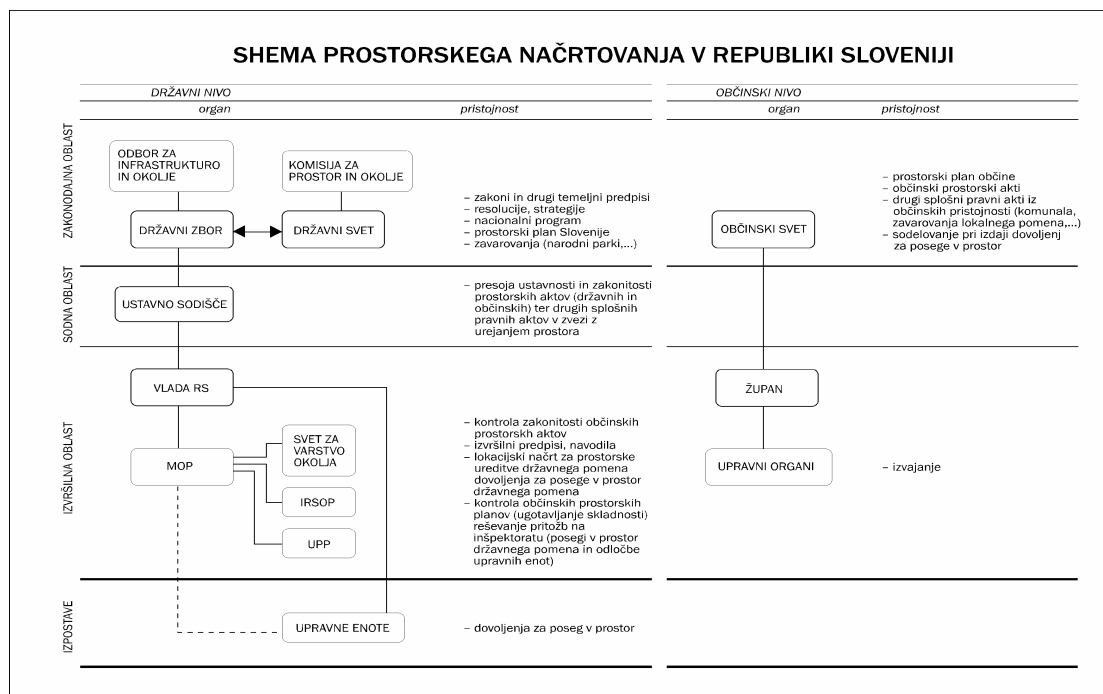 SHEMA PROSTORSKEGA NAČRTOVANJA V REPUBLIKI SLOVENIJI
DRŽAVNI NIVO
organ
pristojnost
OBČINSKI NIVO
organ
pristojnost
ZAKONODAJNA OBLAST
ODBOR ZA
INFRASTRUKTURO
IN OKOLJE
KOMISIJA ZA
PROSTOR IN OKOLJE
DRŽAVNI ZBOR
DRŽAVNI SVET
– zakoni in drugi temeljni predpisi
– resolucije, strategije
– nacionalni program
– prostorski plan Slovenije
– zavarovanja (narodni parki,...)
OBČINSKI SVET
– prostorski plan občine
– občinski prostorski akti
– drugi splošni pravni akti iz
občinskih pristojnosti (komunala,
zavarovanja lokalnega pomena,...)
– sodelovanje pri izdaji dovoljenj
za posege v prostor
SODNA OBLAST
USTAVNO SODIŠČE
– presoja ustavnosti in zakonitosti
prostorskih aktov (državnih in
občinskih) ter drugih splošnih
pravnih aktov v zvezi z
urejanjem prostora
IZVRŠILNA OBLAST
VLADA RS
MOP
SVET ZA
VARSTVO
OKOLJA
IRSOP
UPP
– kontrola zakonitosti občinskih
prostorskh aktov
– izvršilni predpisi, navodila
– lokacijski načrt za prostorske
ureditve državnega pomena
dovoljenja za posege v prostor
državnega pomena
– kontrola občinskih prostorskih
planov (ugotavljanje skladnosti)
reševanje pritožb na
inšpektoratu (posegi v prostor
državnega pomena in odločbe
upravnih enot)
ŽUPAN
UPRAVNI ORGANI
– izvajanje
IZPOSTAVE
UPRAVNE ENOTE
– dovoljenja za poseg v prostor